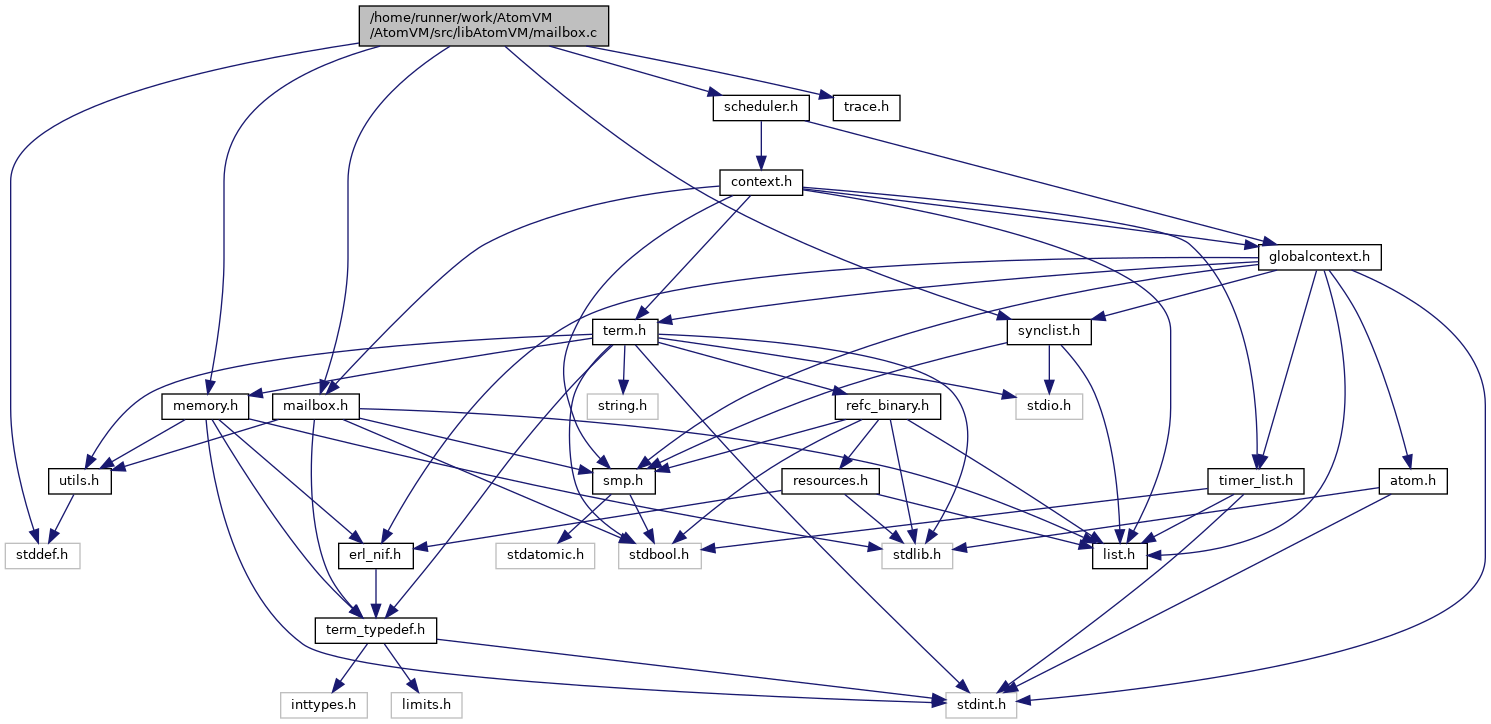 /home/runner/work/AtomVM
/AtomVM/src/libAtomVM/mailbox.c
scheduler.h
trace.h
context.h
globalcontext.h
term.h
synclist.h
memory.h
mailbox.h
string.h
refc_binary.h
stdio.h
utils.h
smp.h
resources.h
timer_list.h
atom.h
stddef.h
erl_nif.h
stdatomic.h
stdbool.h
stdlib.h
list.h
term_typedef.h
inttypes.h
limits.h
stdint.h